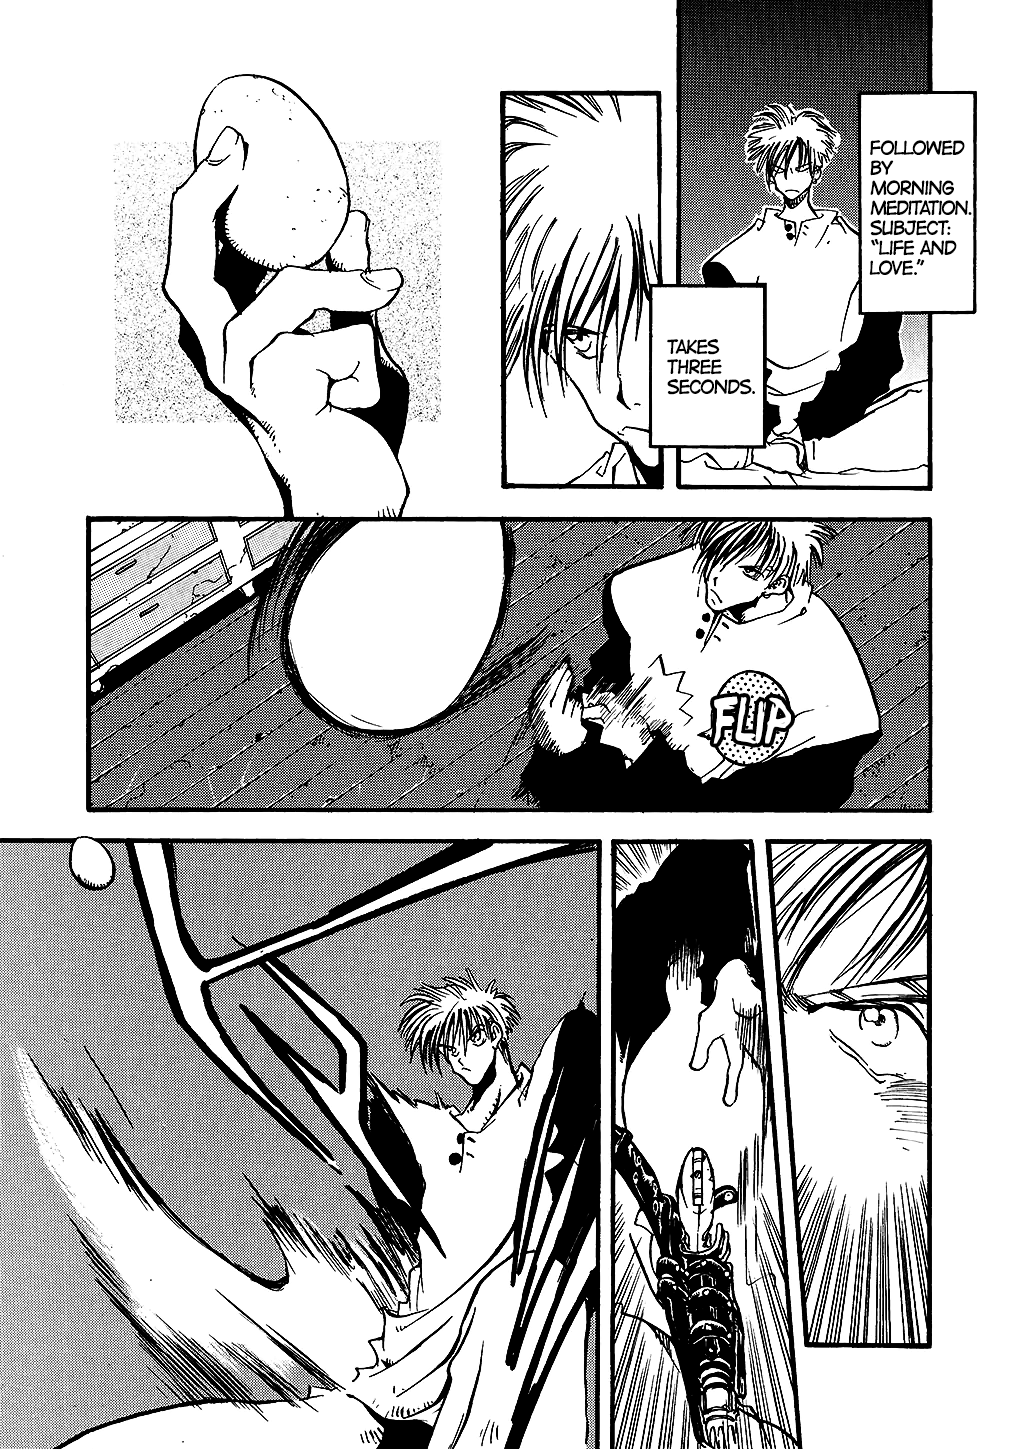 FOLLOWED
BY
MORNING
MEDITATION.
SUBJECT:
“LIFE AND
LOVE.”
TAKES
THREE
SECONDS.
FLIP